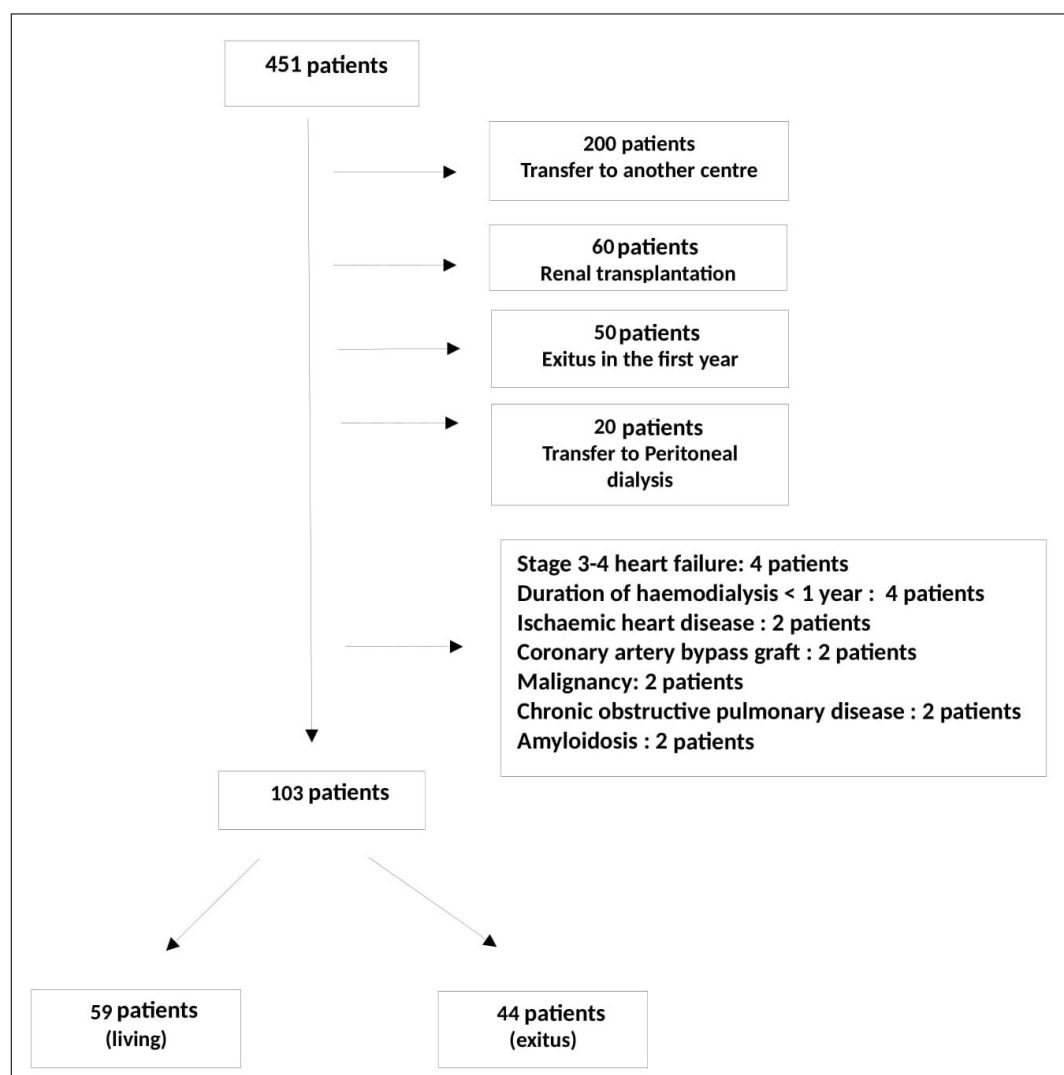 451 patients
200 patients
Transfer to another centre
60 patients
Renal transplantation
50 patients
Exitus in the first year
20 patients
Transfer to Peritoneal
dialysis
Stage 3-4 heart failure: 4 patients
Duration of haemodialysis < 1 year : 4 patients
Ischaemic heart disease : 2 patients
Coronary artery bypass graft : 2 patients
Malignancy: 2 patients
Chronic obstructive pulmonary disease : 2 patients
Amyloidosis : 2 patients
103 patients
59 patients
(living)
44 patients
(exitus)